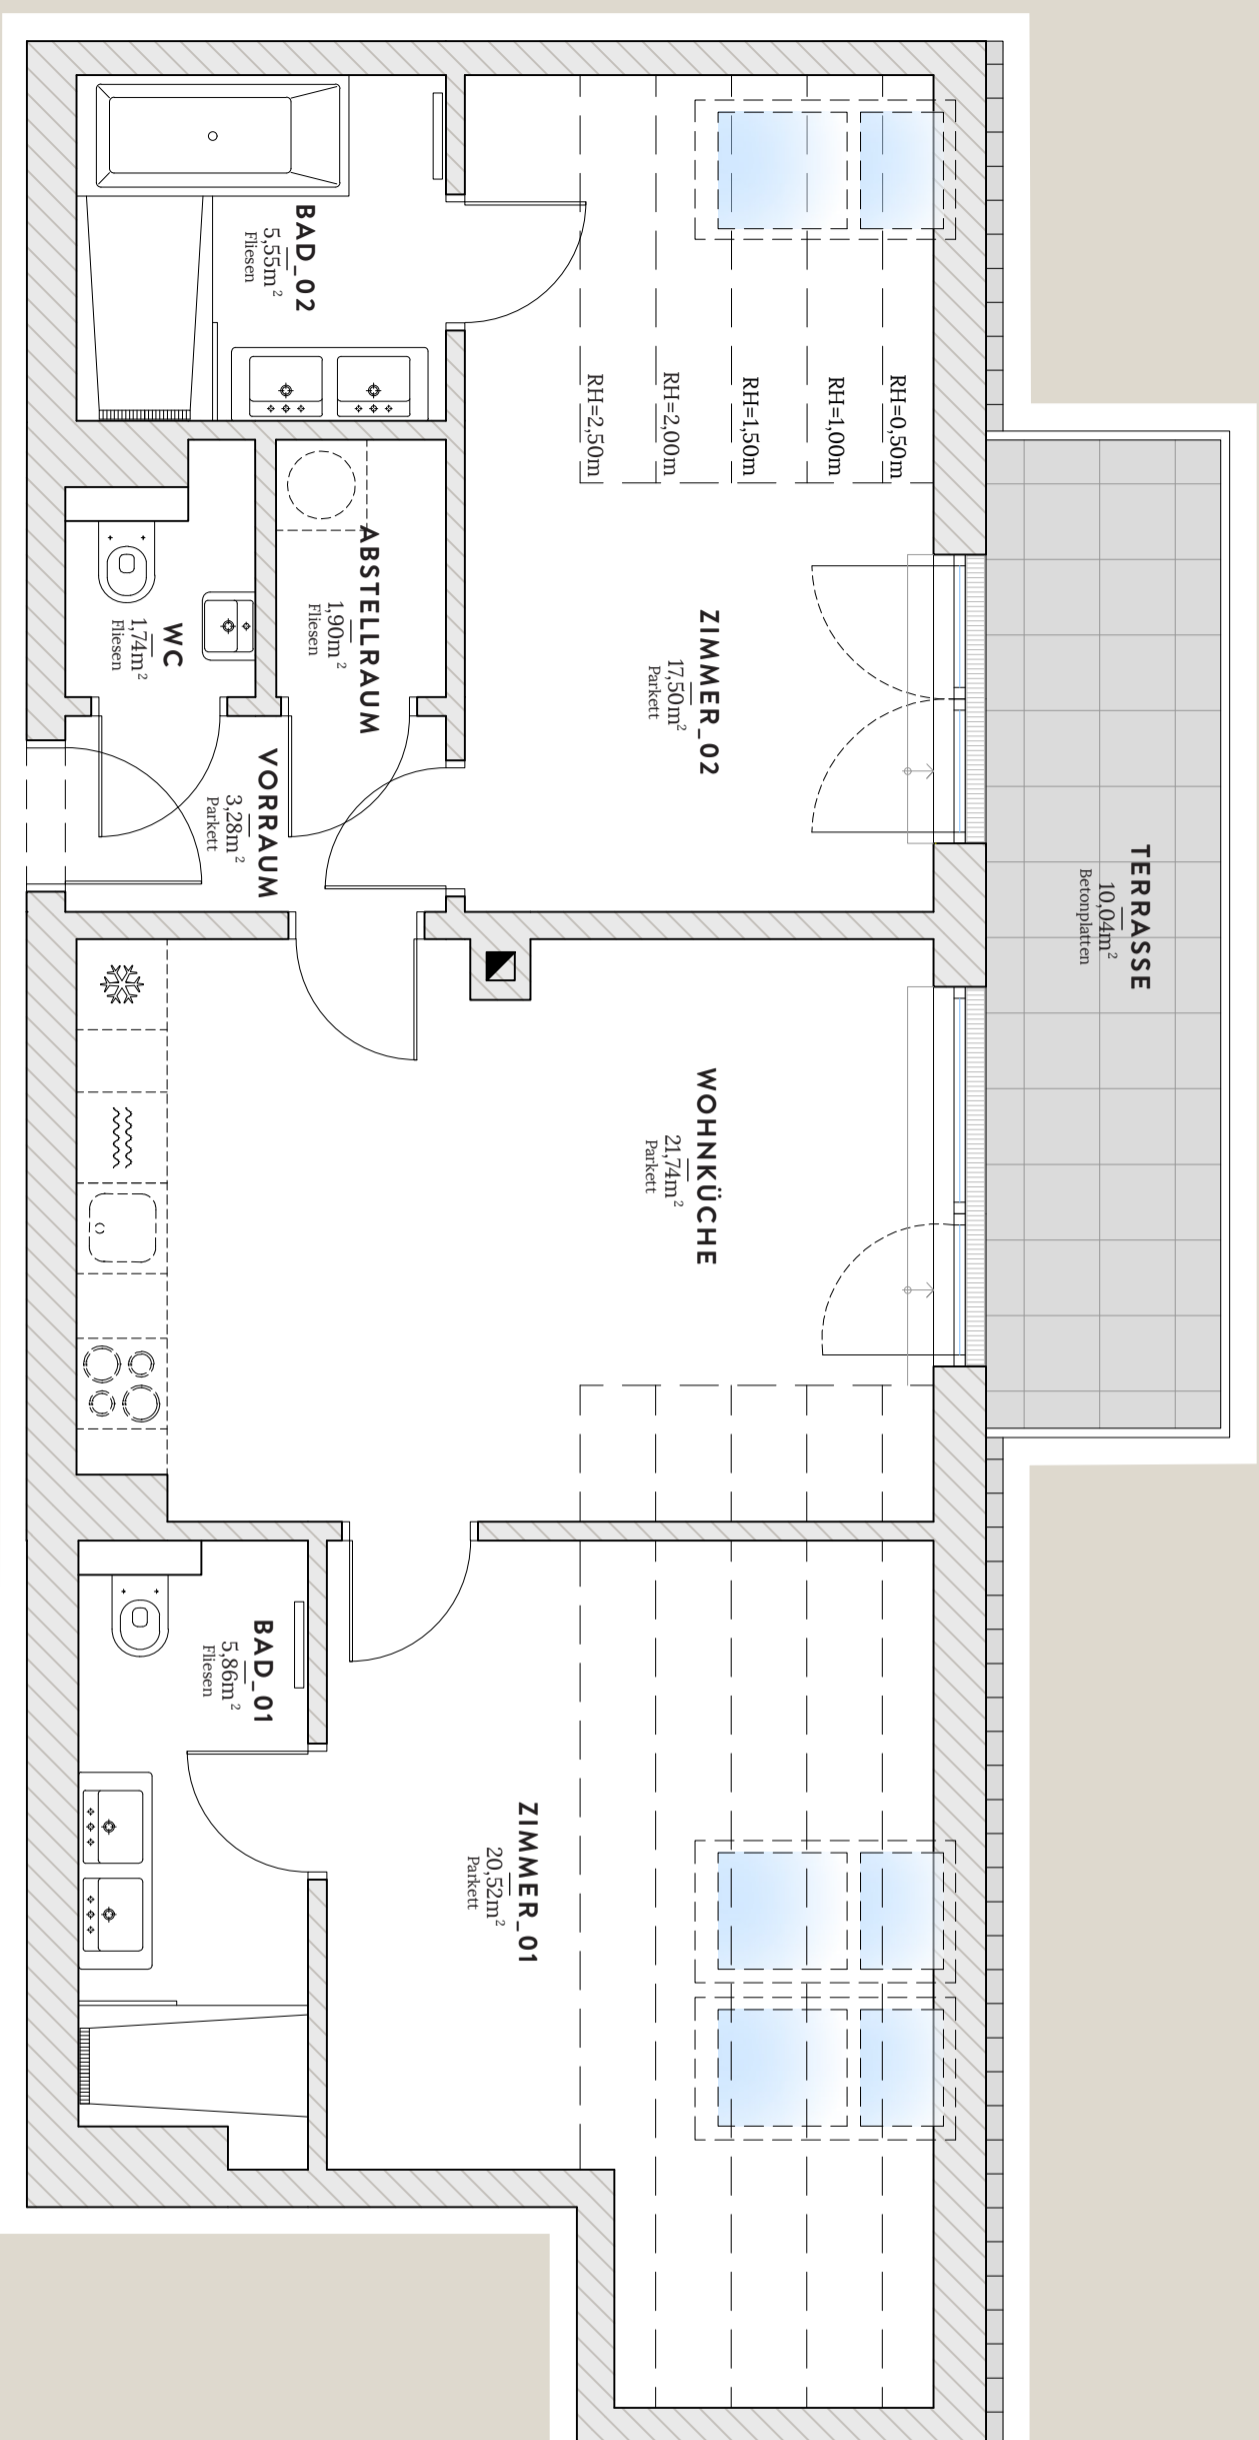 BAD_02
5,55m²
Fliesen
RH=2,50m
RH=2,00m
RH=1,50m
RH=1,00m
RH=0,50m
WC
1,74m²
Fliesen
ABSTELLRAUM
1,90m²
Fliesen
VORRAUM
3,28m²
Parkett
ZIMMER_02
17,50m²
Parkett
TERRASSE
10,04m²
Betonplatten
WOHNKÜCHE
21,74m²
Parkett
BAD_01
5,86m²
Fliesen
ZIMMER_01
20,52m²
Parkett